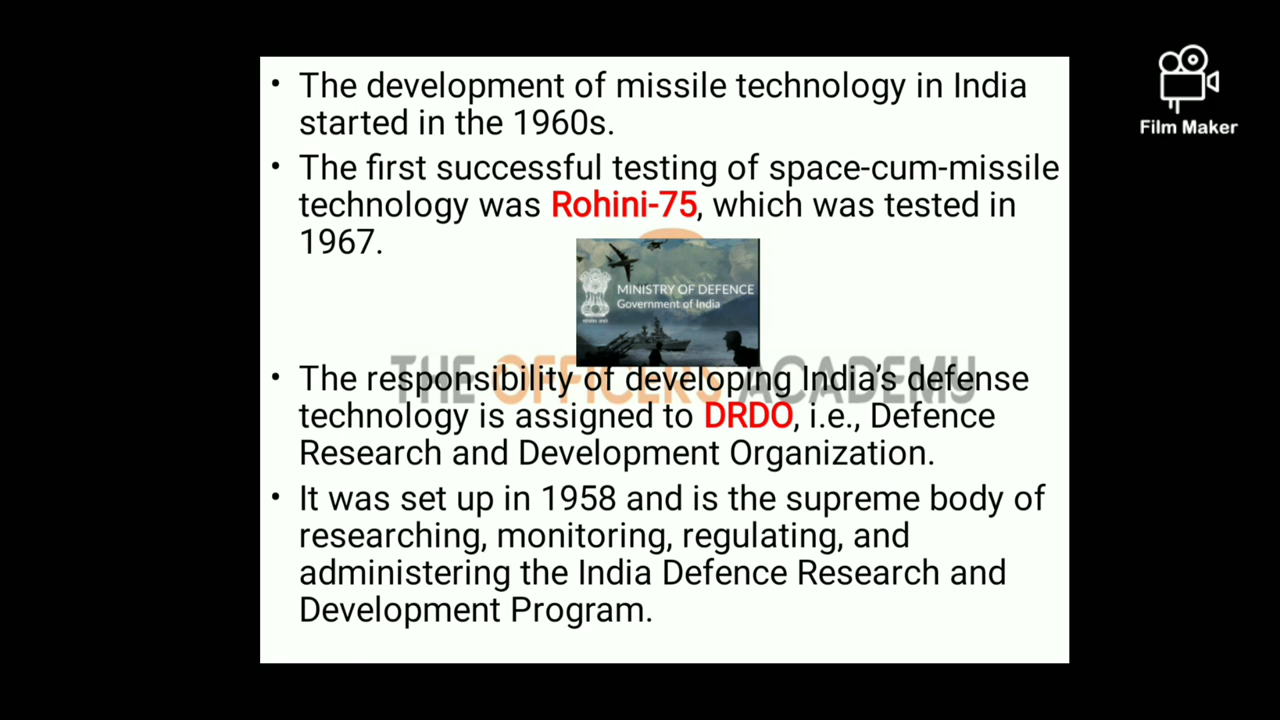 • The development of missile technology in India
started in the 1960s.
• The first successful testing of space-cum-missile
technology was Rohini-75, which was tested in
1967.
MINISTRY OF DEFENCE
Government of India
THE OFFICERS ACADEMY
• The responsibility of developing India's defense
technology is assigned to DRDO, i.e., Defence
Research and Development Organization.
• It was set up in 1958 and is the supreme body of
researching, monitoring, regulating, and
administering the India Defence Research and
Development Program.
Film Maker